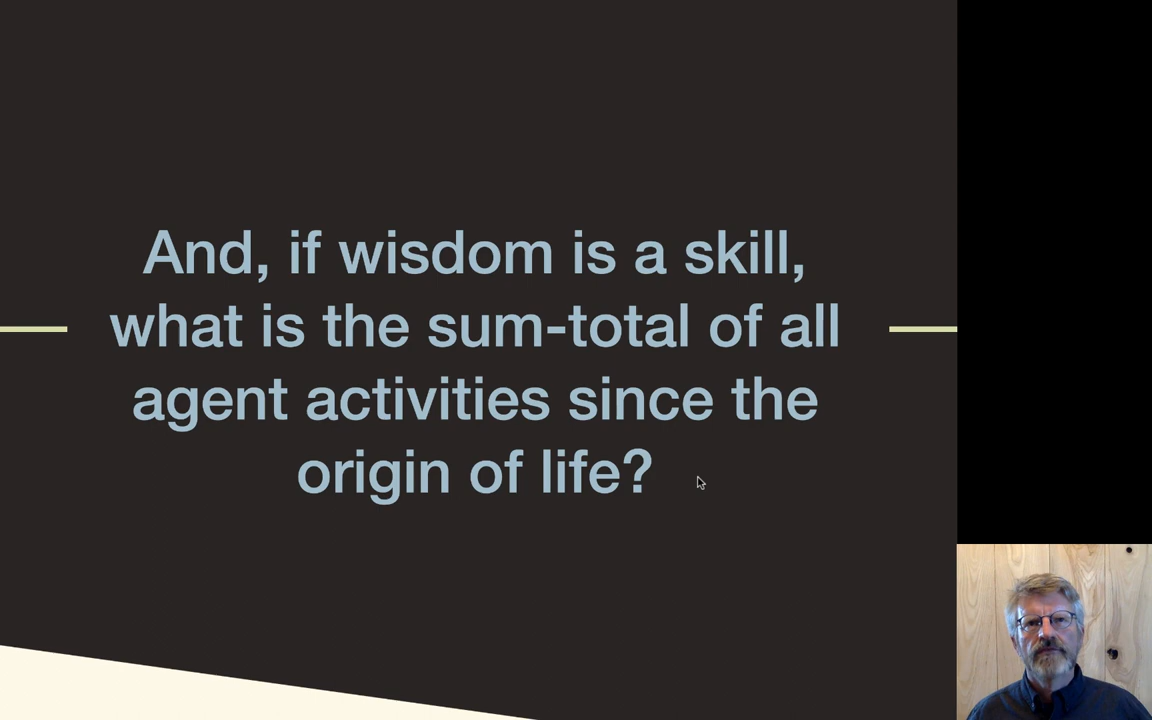 And, if wisdom is a skill,
what is the sum-total of all
agent activities since the
origin of life?